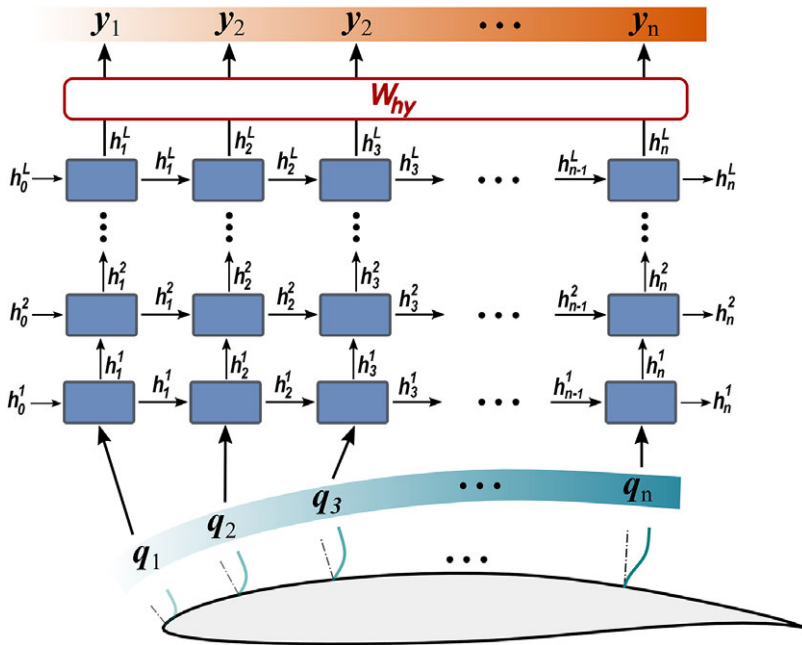 y₁ y₂ y₂ ••• yₙ
W_hy
h₁ᴸ h₂ᴸ h₃ᴸ hₙᴸ
h₀ᴸ h₁ᴸ h₂ᴸ h₃ᴸ ••• hₙ₋₁ᴸ hₙᴸ
h₁² h₂² h₃² hₙ²
h₀² h₁² h₂² h₃² ••• hₙ₋₁² hₙ²
h₁¹ h₂¹ h₃¹ hₙ¹
h₀¹ h₁¹ h₂¹ h₃¹ ••• hₙ₋₁¹ hₙ¹
q₁ q₂ q₃ ••• qₙ
•••